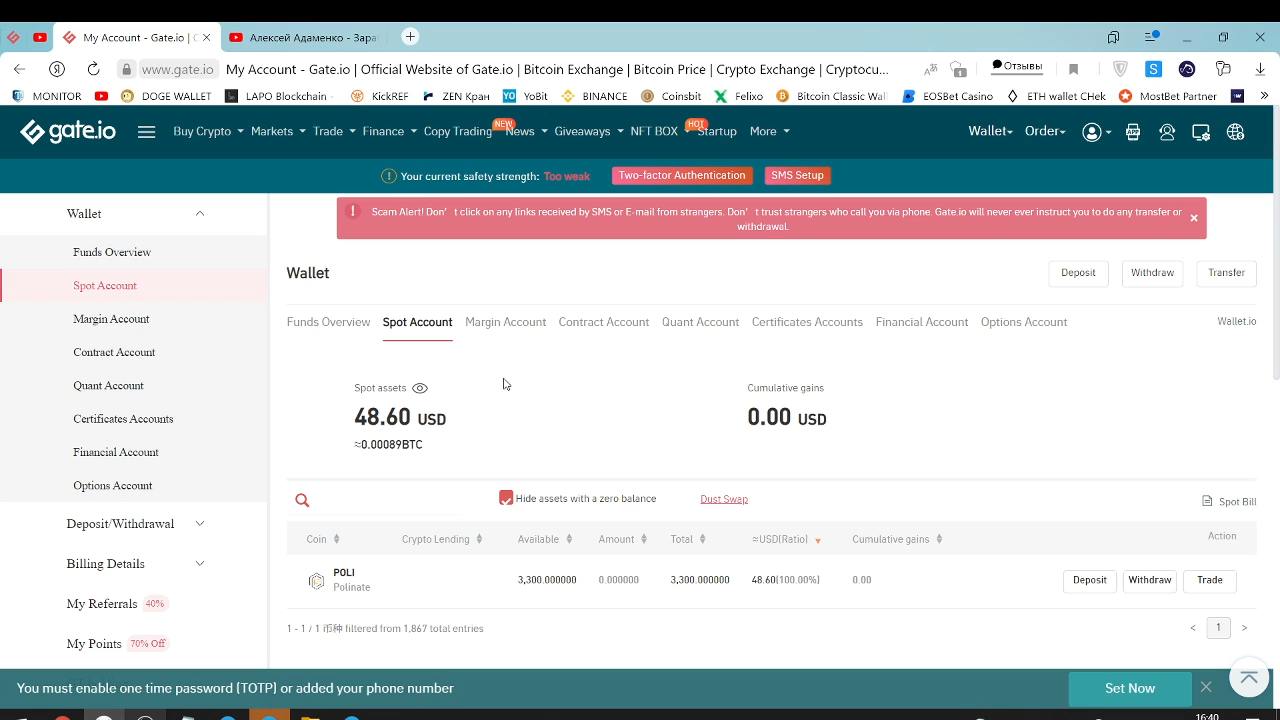 My Account - Gate.io | C
Алексей Адаменко - Зара
www.gate.io My Account - Gate.io | Official Website of Gate.io | Bitcoin Exchange | Bitcoin Price | Crypto Exchange | Cryptocu...
Отзывы
MONITOR DOGE WALLET LAPO Blockchain KickREF ZEN Кран YoBit BINANCE Coinsbit Felixo Bitcoin Classic Wall EOSBet Casino ETH wallet CHek MostBet Partner
gate.io Buy Crypto Markets Trade Finance Copy Trading NEW News Giveaways NFT BOX HOT Startup More Wallet Order
Your current safety strength: Too weak Two-factor Authentication SMS Setup
Scam Alert! Don't click on any links received by SMS or E-mail from strangers. Don't trust strangers who call you via phone. Gate.io will never ever instruct you to do any transfer or
withdrawal.
Wallet
Funds Overview
Spot Account
Margin Account
Contract Account
Quant Account
Certificates Accounts
Financial Account
Options Account
Deposit/Withdrawal
Billing Details
My Referrals 40%
My Points 70% Off
Wallet Deposit Withdraw Transfer
Funds Overview Spot Account Margin Account Contract Account Quant Account Certificates Accounts Financial Account Options Account Wallet.io
Spot assets Cumulative gains
48.60 USD 0.00 USD
≈0.00089BTC
Hide assets with a zero balance Dust Swap Spot Bill
Coin Crypto Lending Available Amount Total ≈USD(Ratio) Cumulative gains Action
POLI
Polinate
3,300.000000 0.000000 3,300.000000 48.60(100.00%) 0.00 Deposit Withdraw Trade
1 - 1 / 1 币种 filtered from 1,867 total entries < 1 >
You must enable one time password (TOTP) or added your phone number Set Now
16:40